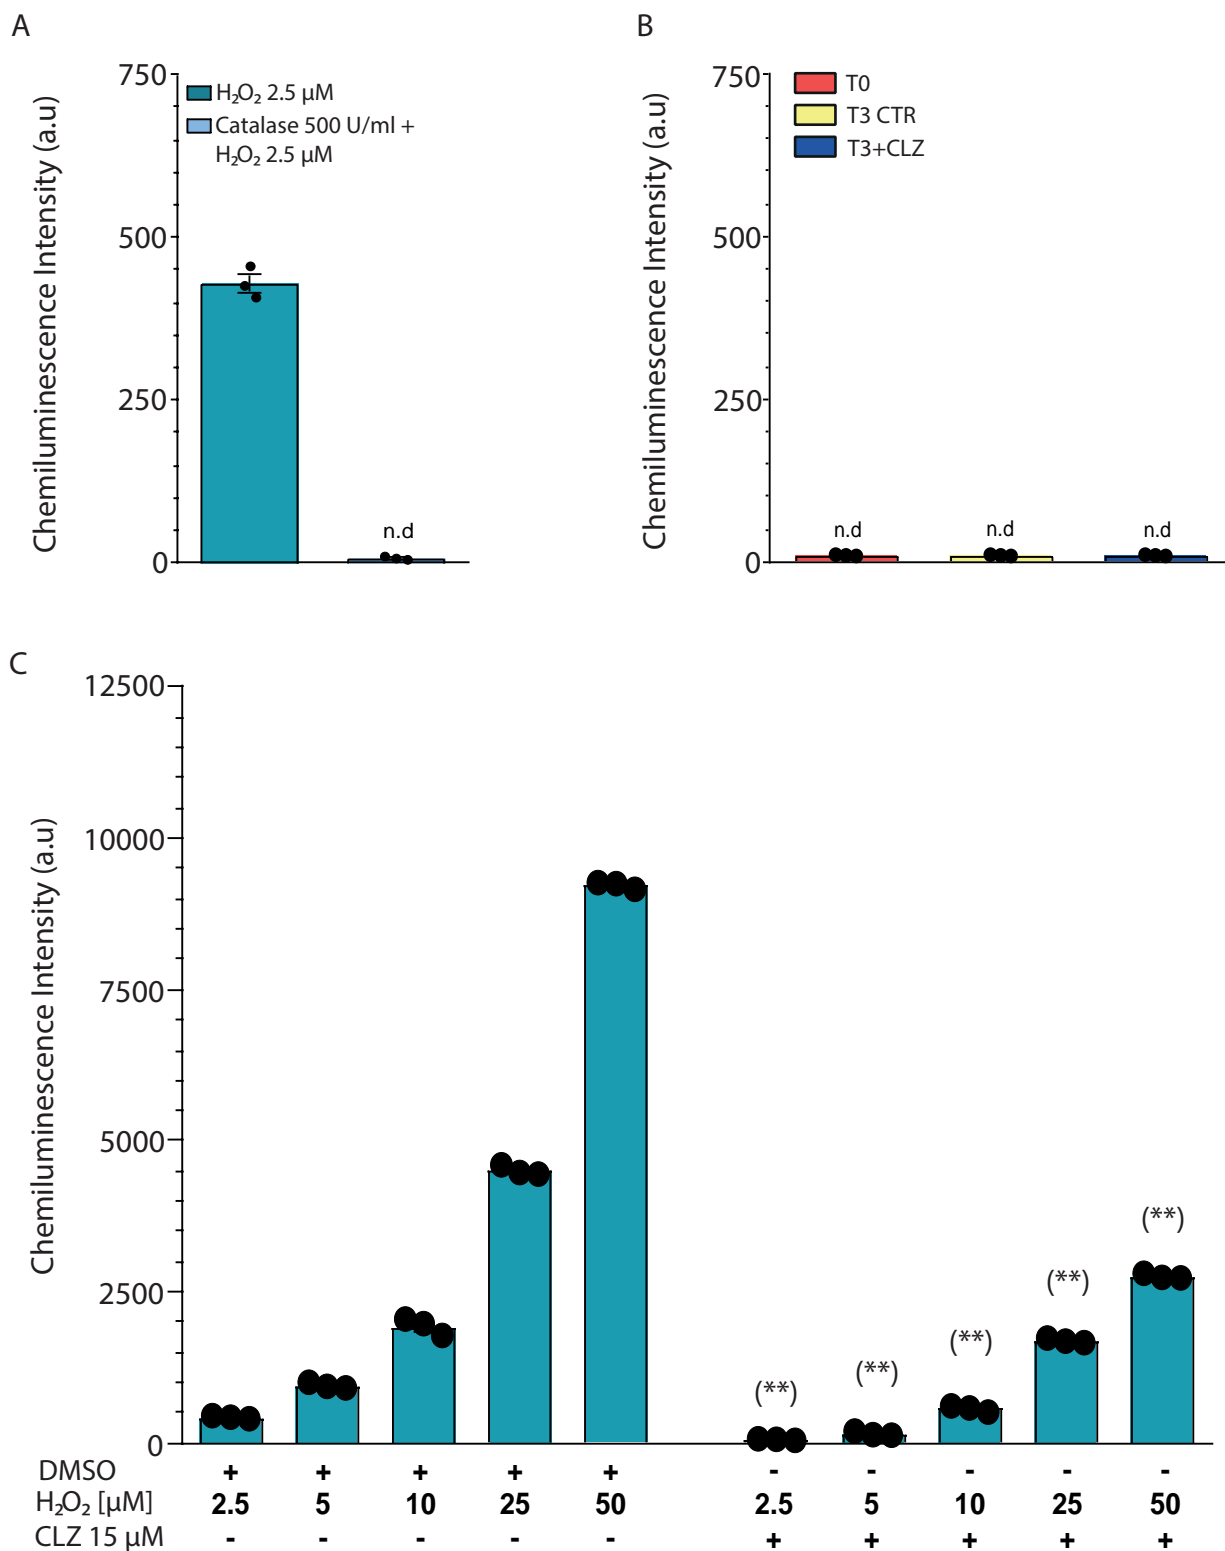 A
Chemiluminescence Intensity (a.u)
750
500
250
0
H₂O₂ 2.5 µM
Catalase 500 U/ml +
H₂O₂ 2.5 µM
n.d
B
Chemiluminescence Intensity (a.u)
750
500
250
0
T0
T3 CTR
T3+CLZ
n.d n.d n.d
C
Chemiluminescence Intensity (a.u)
12500
10000
7500
5000
2500
0
(**) (**) (**) (**) (**)
DMSO + + + + + - - - - -
H₂O₂ [µM] 2.5 5 10 25 50 2.5 5 10 25 50
CLZ 15 µM - - - - - + + + + +